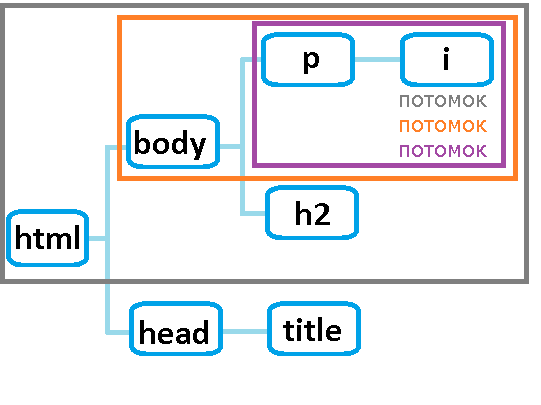 p
i
потомок
потомок
потомок
body
h2
html
head
title